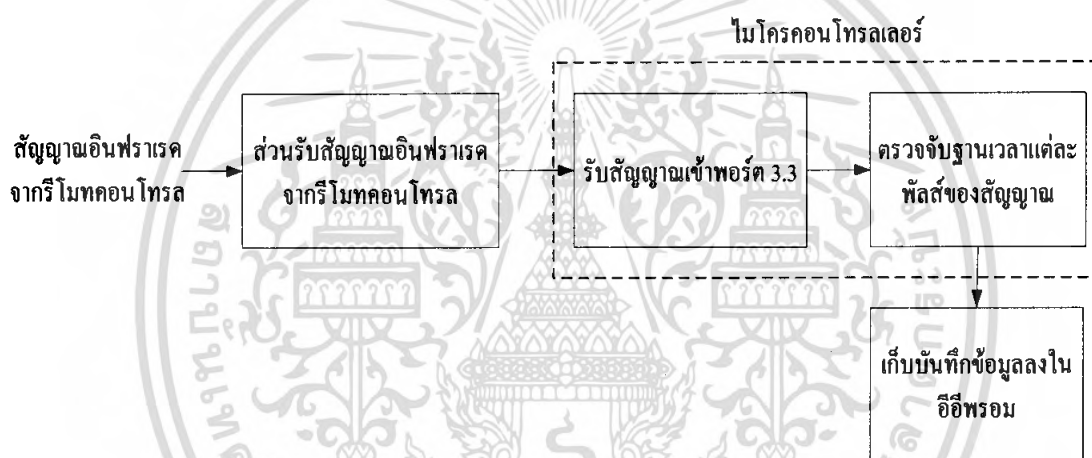 ไมโครคอนโทรลเลอร์
สัญญาณอินฟราเรด
จากรีโมทคอนโทรล
ส่วนรับสัญญาณอินฟราเรด
จากรีโมทคอนโทรล
รับสัญญาณเข้าพอร์ต 3.3
ตรวจจับฐานเวลาแต่ละ
พัลส์ของสัญญาณ
เก็บบันทึกข้อมูลลงใน
อีอีพรอม